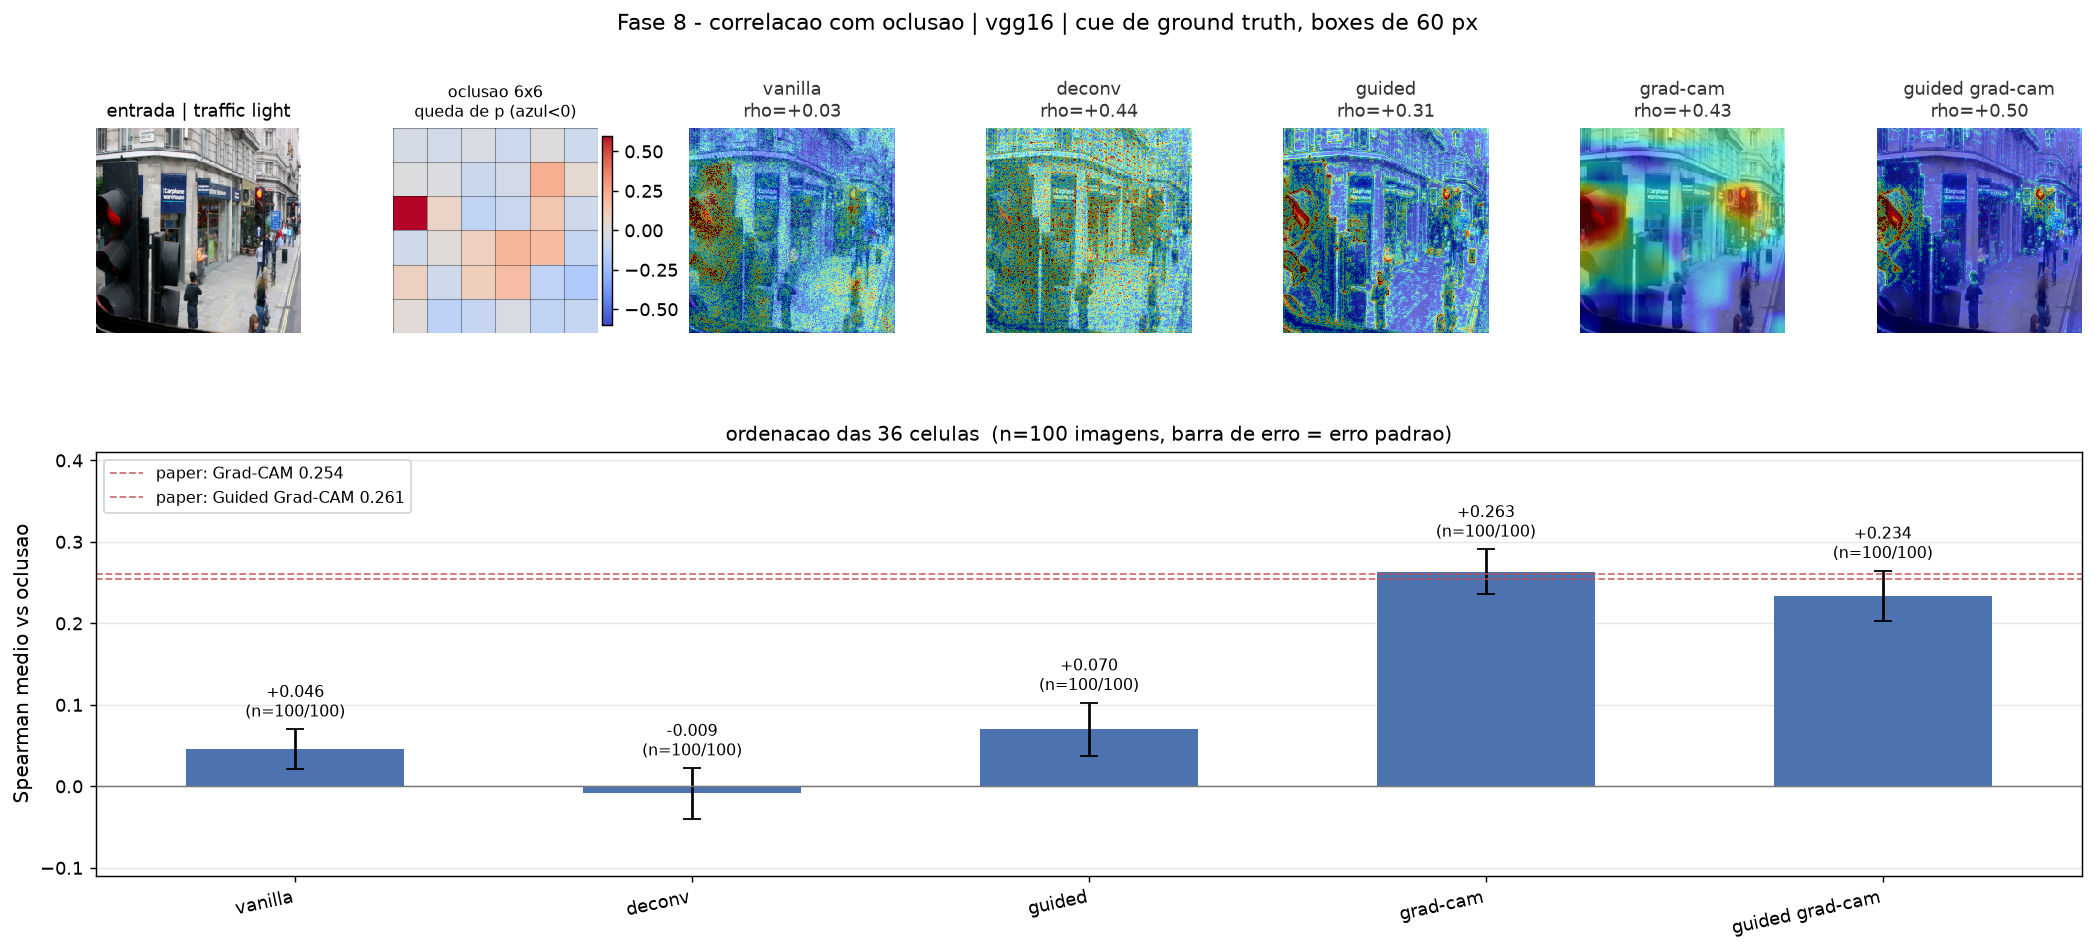 Fase 8 - correlacao com oclusao | vgg16 | cue de ground truth, boxes de 60 px
entrada | traffic light
oclusao 6x6
queda de p (azul<0)
vanilla
rho=+0.03
deconv
rho=+0.44
guided
rho=+0.31
grad-cam
rho=+0.43
guided grad-cam
rho=+0.50
0.50
0.25
0.00
−0.25
−0.50
Carphone
Warehouse
ordenacao das 36 celulas  (n=100 imagens, barra de erro = erro padrao)
paper: Grad-CAM 0.254
paper: Guided Grad-CAM 0.261
Spearman medio vs oclusao
0.4
0.3
0.2
0.1
0.0
−0.1
+0.046
(n=100/100)
-0.009
(n=100/100)
+0.070
(n=100/100)
+0.263
(n=100/100)
+0.234
(n=100/100)
vanilla
deconv
guided
grad-cam
guided grad-cam